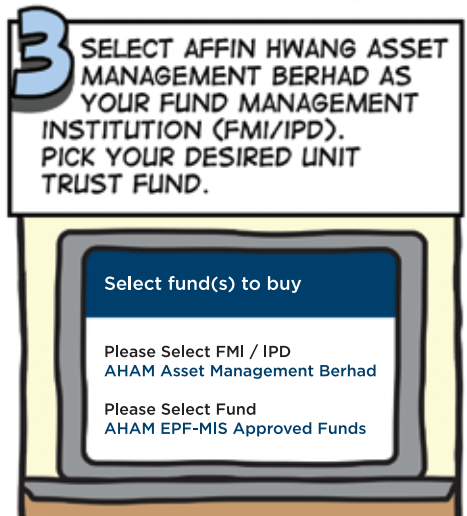 3 SELECT AFFIN HWANG ASSET
MANAGEMENT BERHAD AS
YOUR FUND MANAGEMENT
INSTITUTION (FMI/IPD).
PICK YOUR DESIRED UNIT
TRUST FUND.
Select fund(s) to buy
Please Select FMI / IPD
AHAM Asset Management Berhad
Please Select Fund
AHAM EPF-MIS Approved Funds